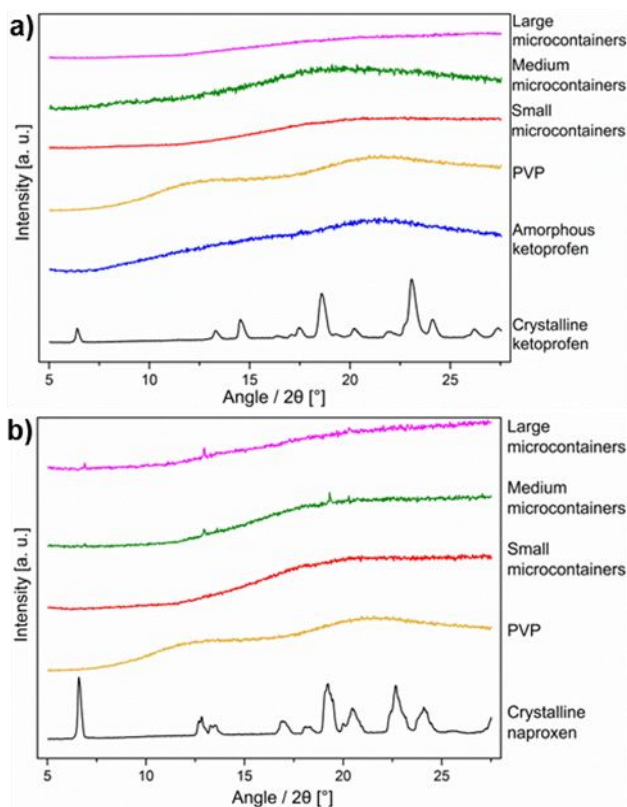 a)
Large
microcontainers
Medium
microcontainers
Small
microcontainers
PVP
Amorphous
ketoprofen
Crystalline
ketoprofen
Intensity [a. u.]
5 10 15 20 25
Angle / 2θ [°]
b)
Large
microcontainers
Medium
microcontainers
Small
microcontainers
PVP
Crystalline
naproxen
Intensity [a. u.]
5 10 15 20 25
Angle / 2θ [°]